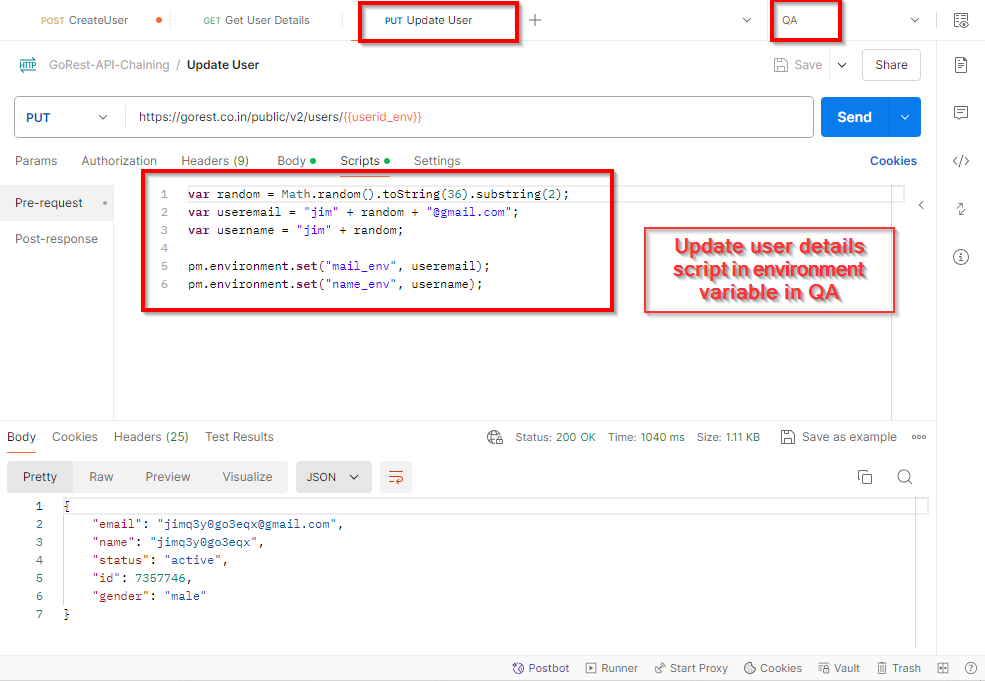 POST CreateUser
GET Get User Details
PUT Update User
QA
HTTP
GoRest-API-Chaining / Update User
Save
Share
PUT
https://gorest.co.in/public/v2/users/{{userid_env}}
Send
Params Authorization Headers (9) Body Scripts Settings
Cookies
Pre-request
Post-response
1 var random = Math.random().toString(36).substring(2);
2 var useremail = "jim" + random + "@gmail.com";
3 var username = "jim" + random;
4
5 pm.environment.set("mail_env", useremail);
6 pm.environment.set("name_env", username);
Update user details
script in environment
variable in QA
Body Cookies Headers (25) Test Results
Status: 200 OK Time: 1040 ms Size: 1.11 KB
Save as example
Pretty Raw Preview Visualize JSON
1 {
2 "email": "jimq3y0go3eqx@gmail.com",
3 "name": "jimq3y0go3eqx",
4 "status": "active",
5 "id": 7357746,
6 "gender": "male"
7 }
Postbot Runner Start Proxy Cookies Vault Trash